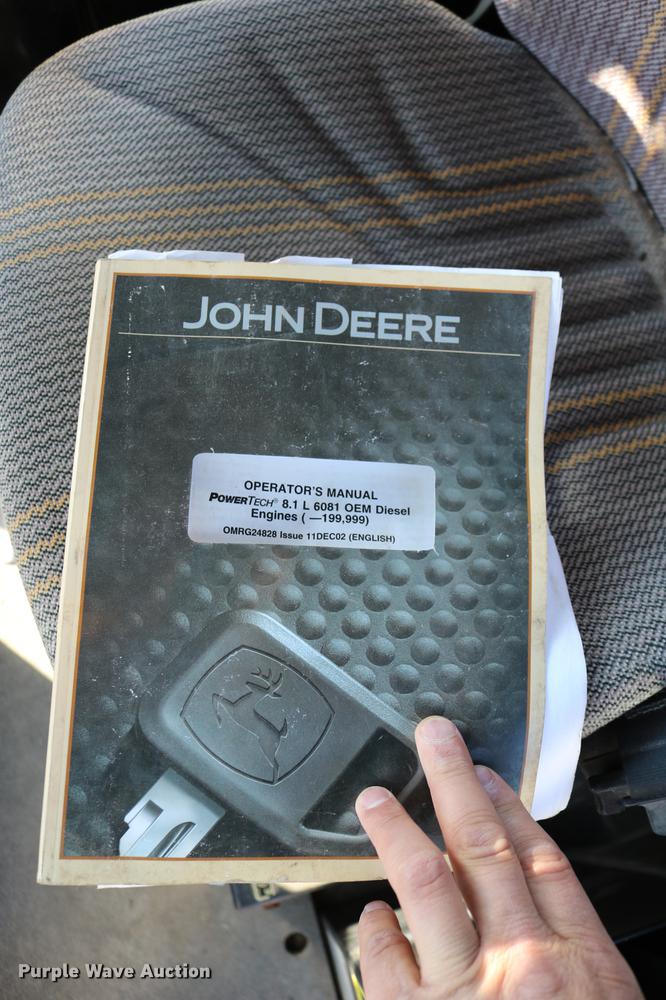 JOHN DEERE
OPERATOR'S MANUAL
POWERTECH® 8.1 L 6081 OEM Diesel
Engines ( —199,999)
OMRG24828 Issue 11DEC02 (ENGLISH)
Purple Wave Auction